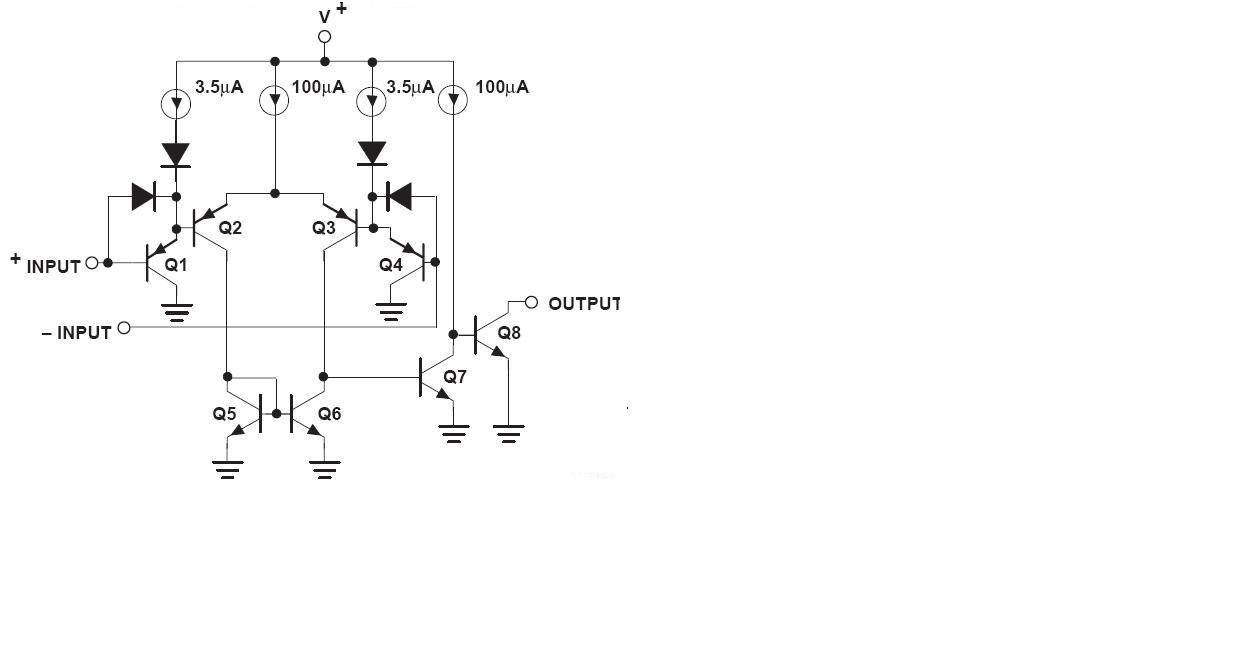 V +
3.5μA
100μA
3.5μA
100μA
Q2
Q3
+ INPUT
Q1
Q4
OUTPUT
– INPUT
Q8
Q7
Q5
Q6